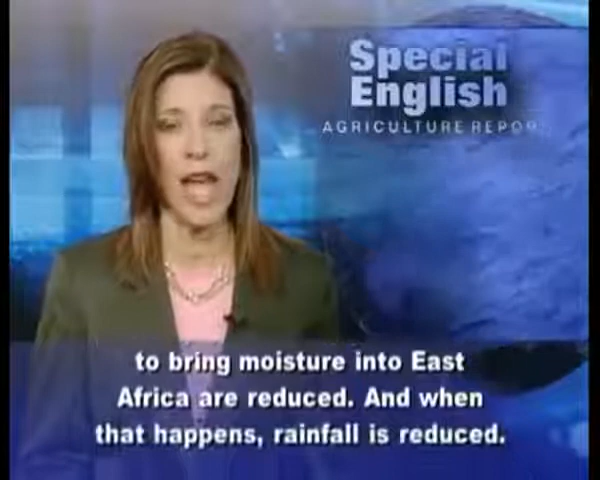 Special
English
AGRICULTURE REPOR
to bring moisture into East
Africa are reduced. And when
that happens, rainfall is reduced.